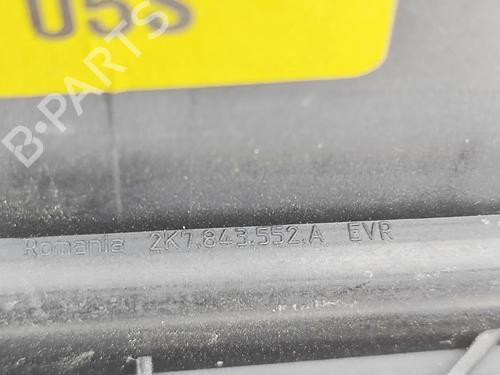 05S
B-PARTS
Romania 2K7.843.552.A EVR